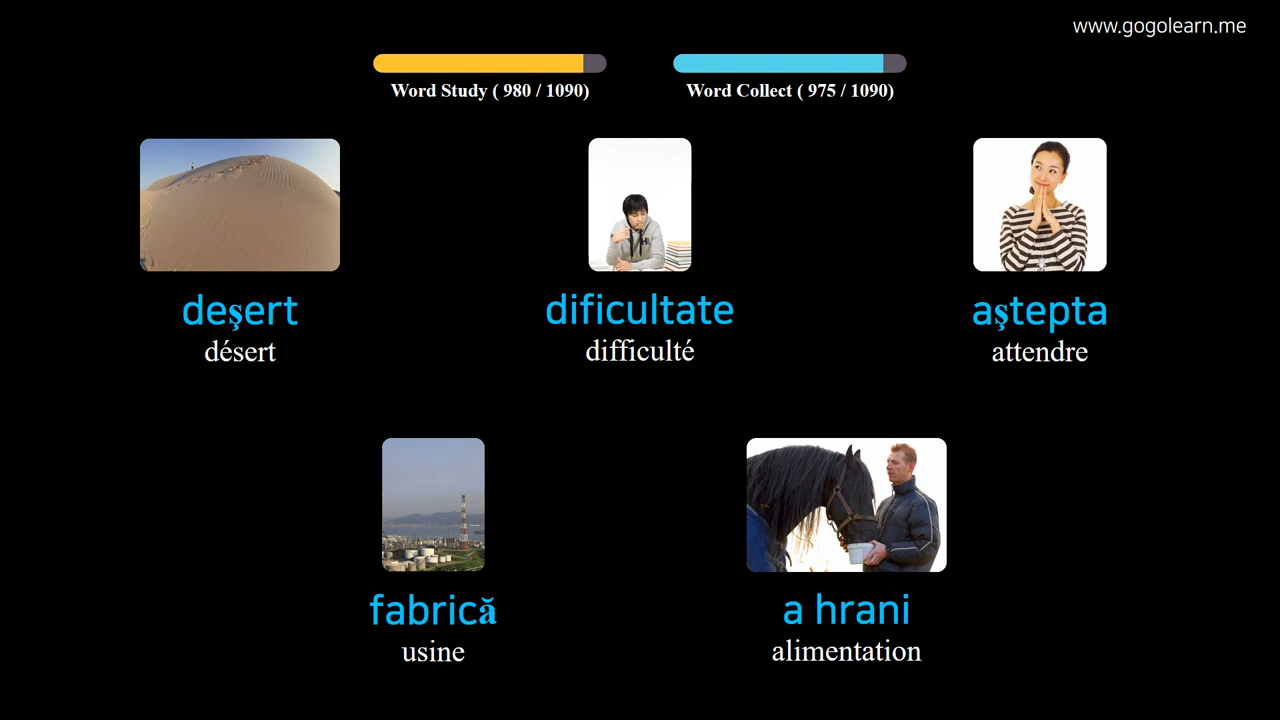 www.gogolearn.me
Word Study ( 980 / 1090)
Word Collect ( 975 / 1090)
deşert
désert
dificultate
difficulté
aştepta
attendre
fabrică
usine
a hrani
alimentation